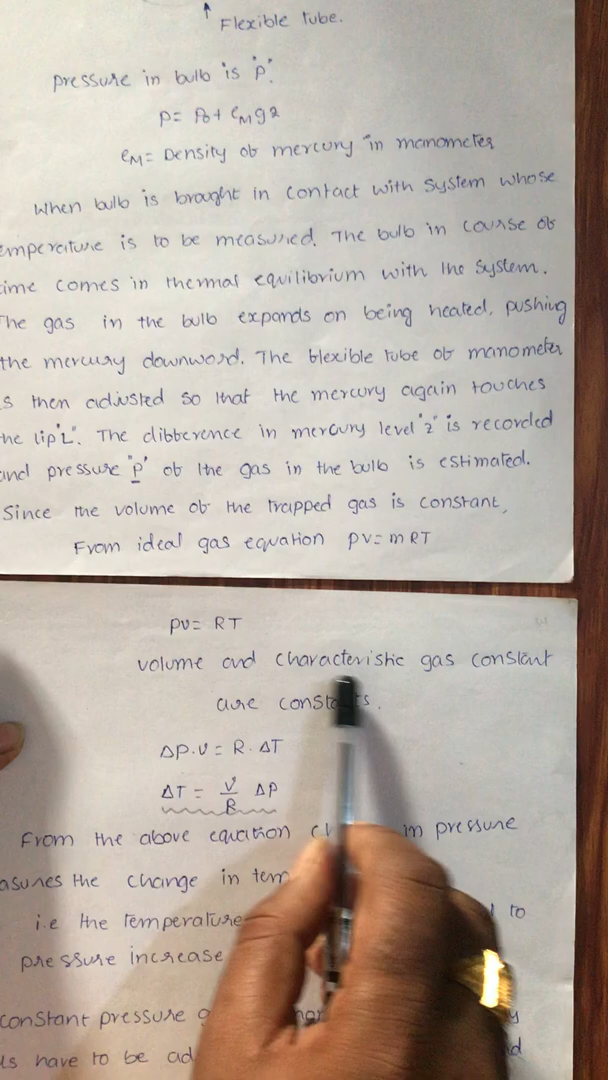 Flexible tube.
pressure in bulb is "p".
p = P0 + ρM g z
ρM = Density of mercury in manometer
When bulb is brought in contact with system whose
emperature is to be measured. The bulb in course of
ime comes in thermal equilibrium with the system.
The gas in the bulb expands on being heated, pushing
the mercury downword. The flexible tube of manometer
s then adjusted so that the mercury again touches
he lip "L". The difference in mercury level "z" is recorded
and pressure "p" of the gas in the bulb is estimated.
Since the volume of the trapped gas is constant,
From ideal gas equation pv = mRT
pv = RT
volume and characteristic gas constant
are constants.
Δp.v = R.ΔT
ΔT = v/R Δp
From the above equation in pressure
asures the change in
i.e the temperature to
pressure increase
constant pressure
ls have to be